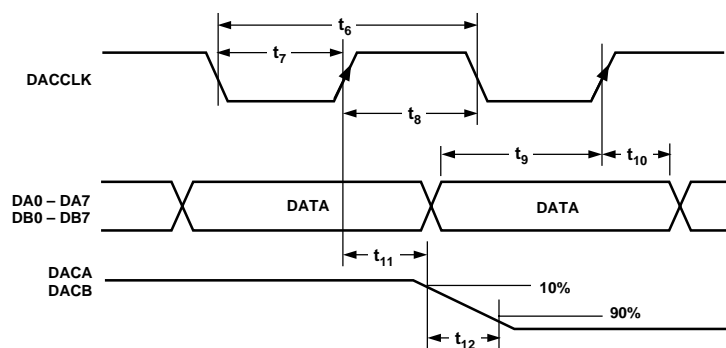 t6
t7
DACCLK
t8
t9
t10
DA0 – DA7
DB0 – DB7
DATA
DATA
t11
DACA
DACB
10%
90%
t12